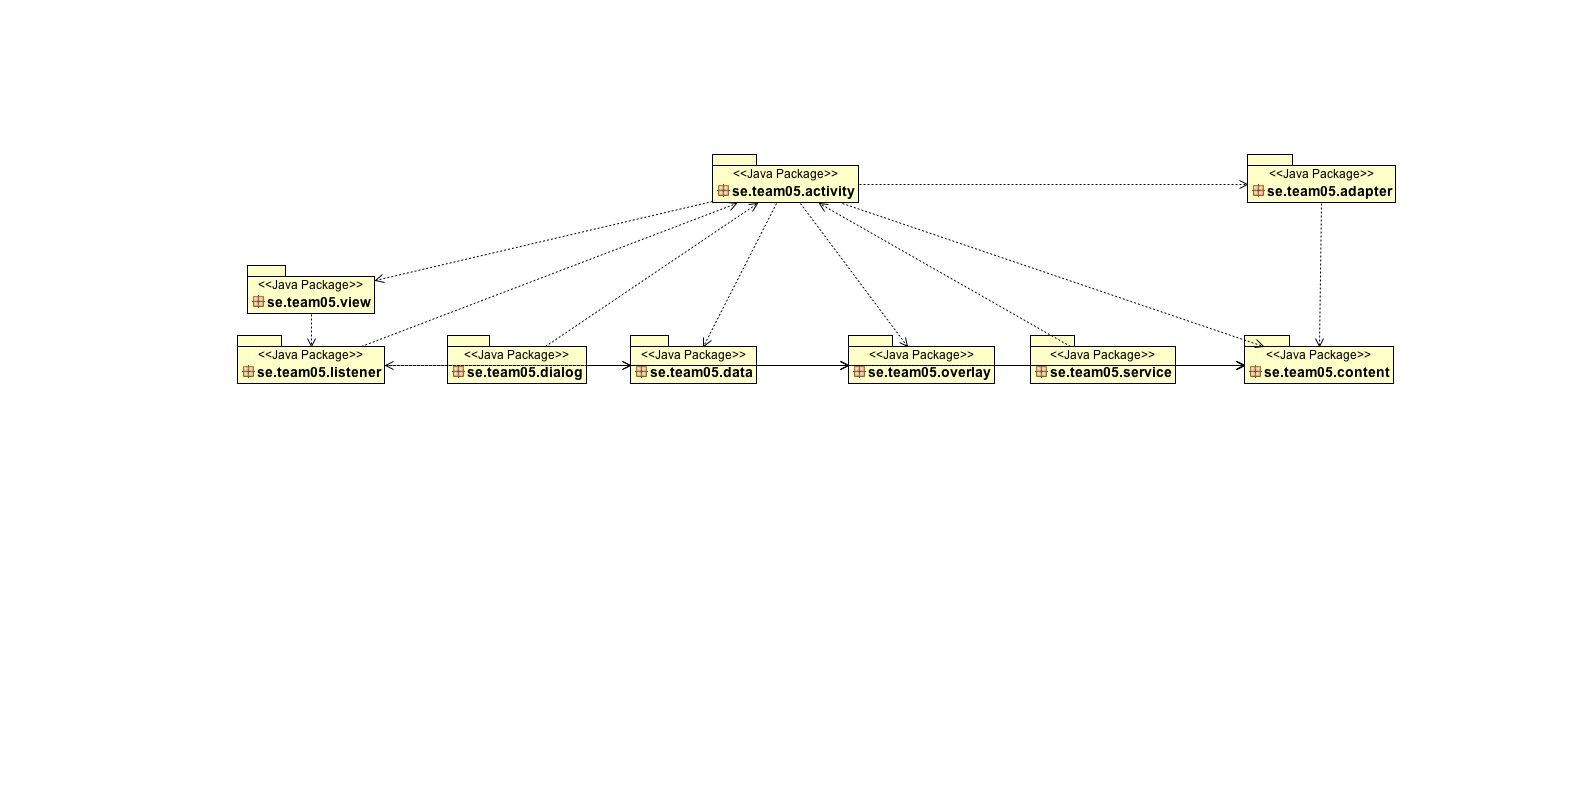 <<Java Package>>
se.team05.activity
<<Java Package>>
se.team05.adapter
<<Java Package>>
se.team05.view
<<Java Package>>
se.team05.listener
<<Java Package>>
se.team05.dialog
<<Java Package>>
se.team05.data
<<Java Package>>
se.team05.overlay
<<Java Package>>
se.team05.service
<<Java Package>>
se.team05.content